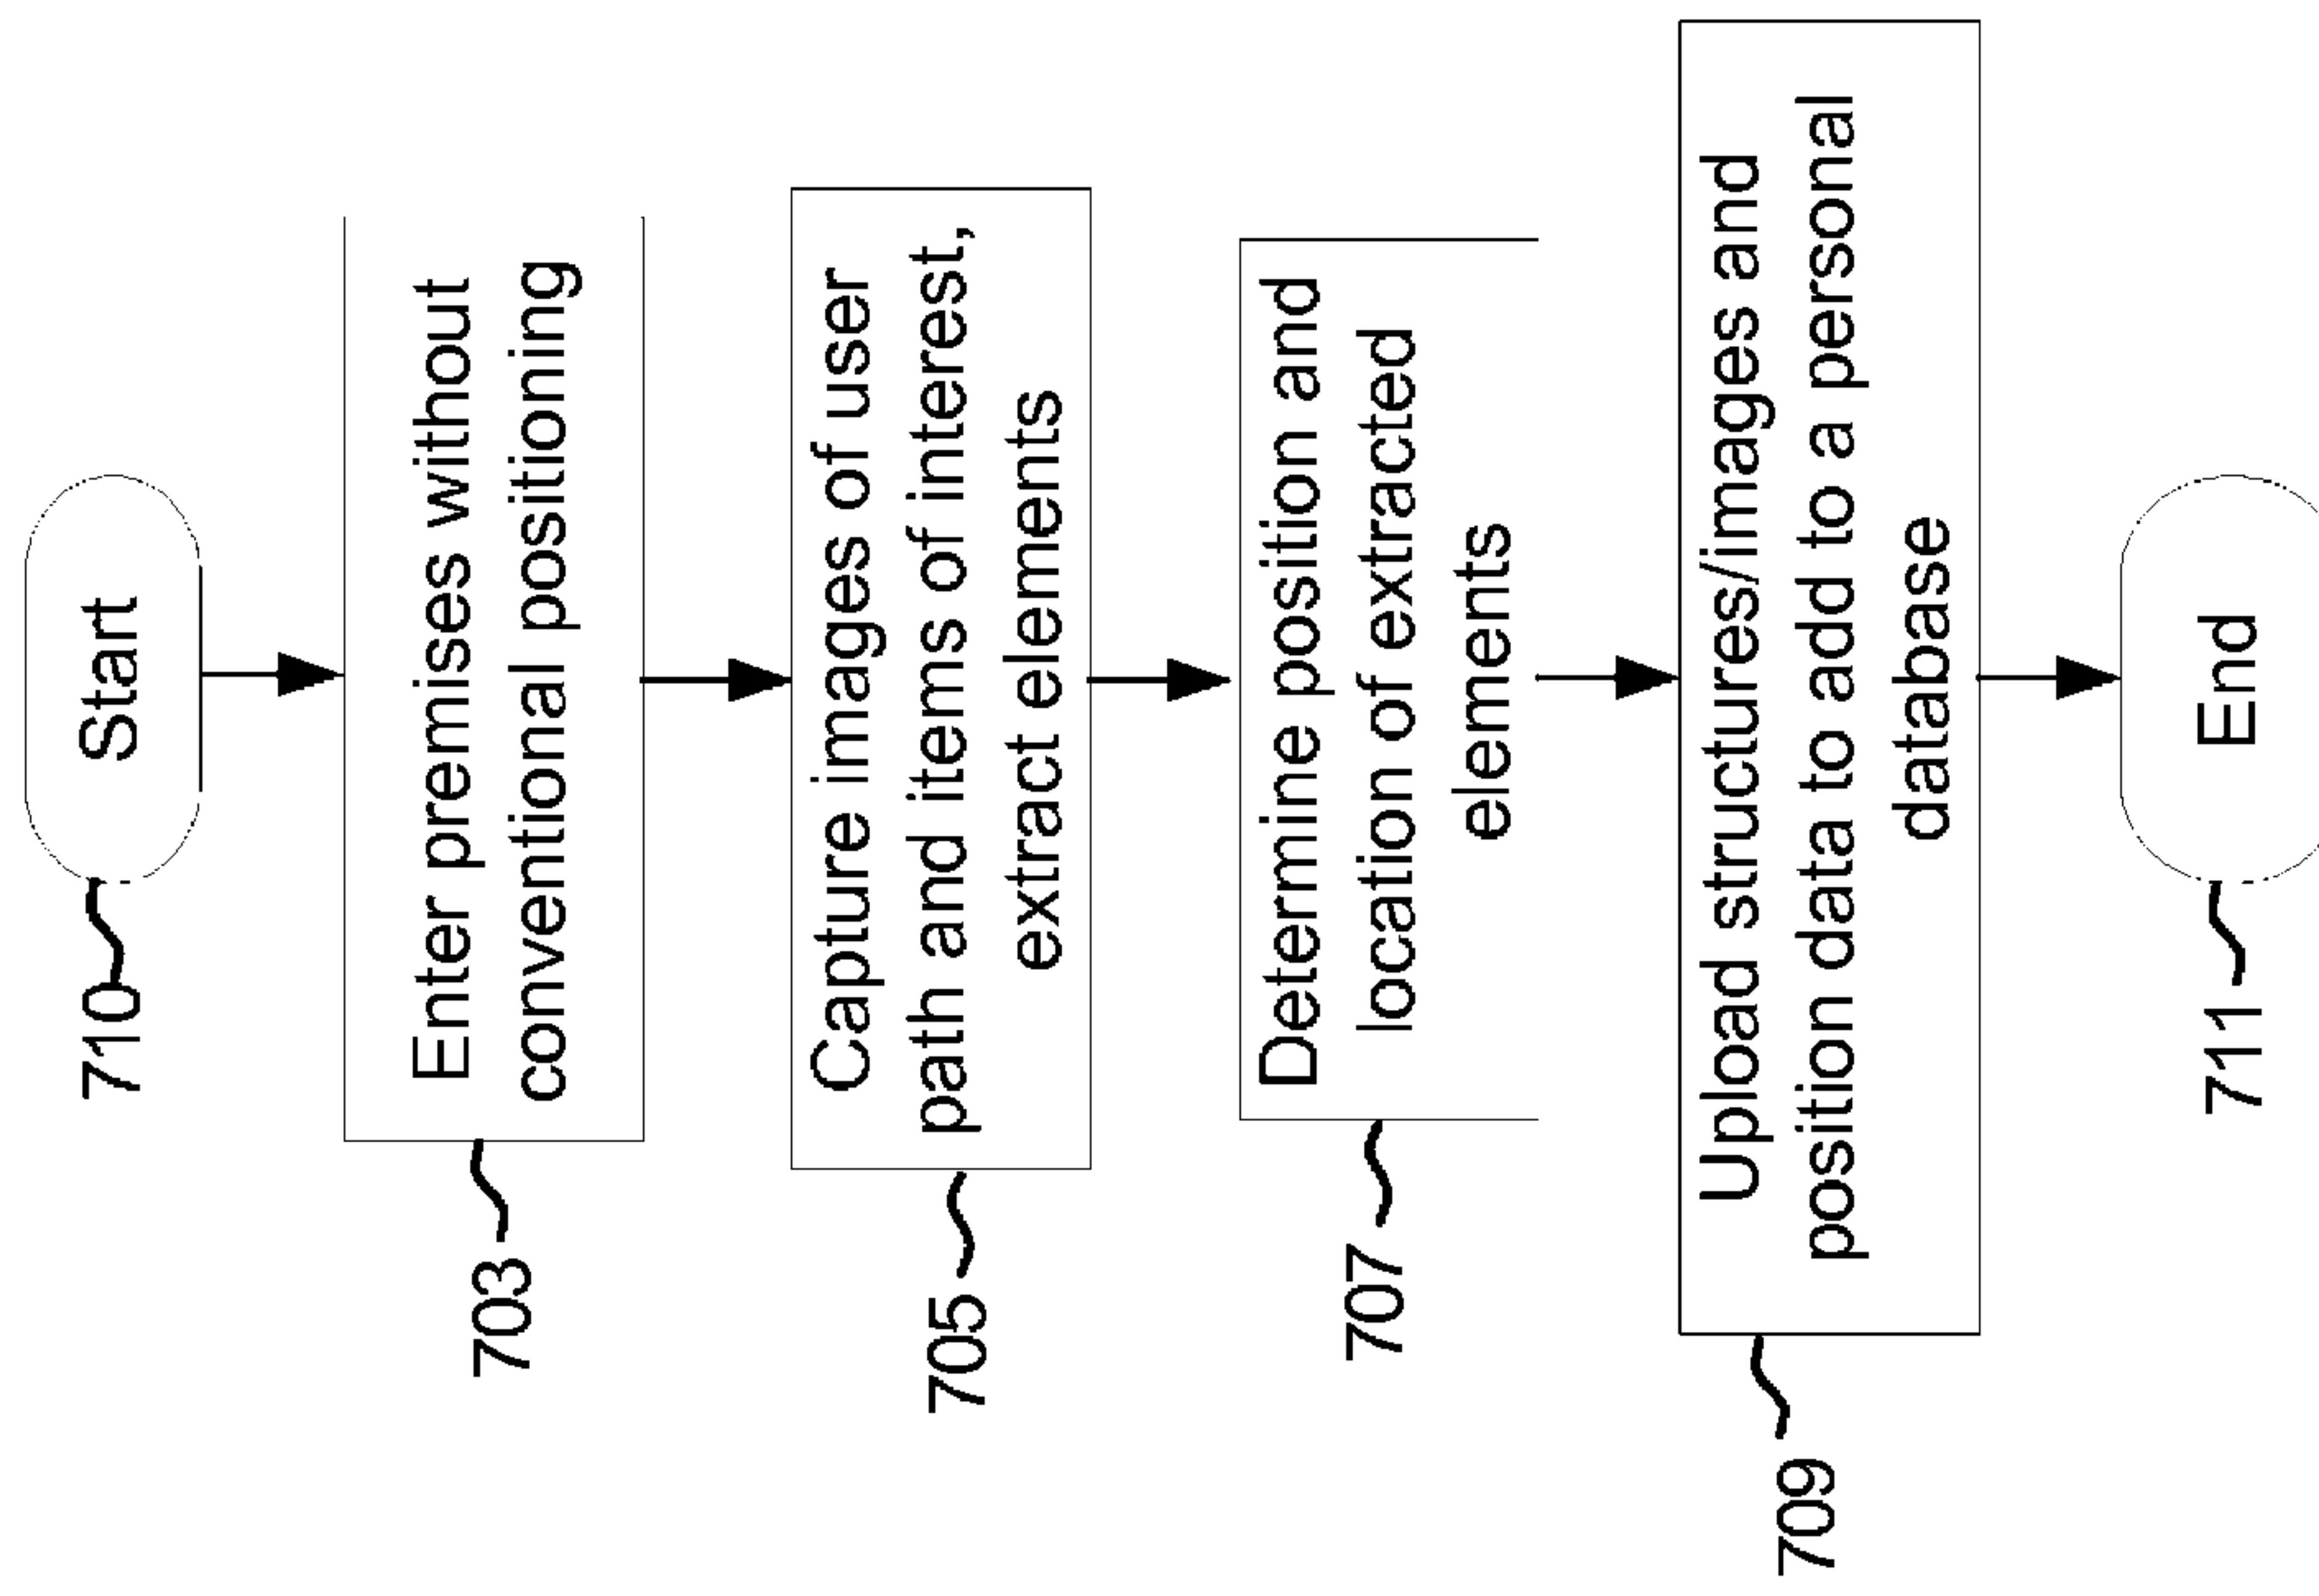 Start
710
Enter premises without
conventional positioning
703
Capture images of user
path and items of interest,
extract elements
705
Determine position and
location of extracted
elements
707
Upload structures/images and
position data to add to a personal
database
709
End
711